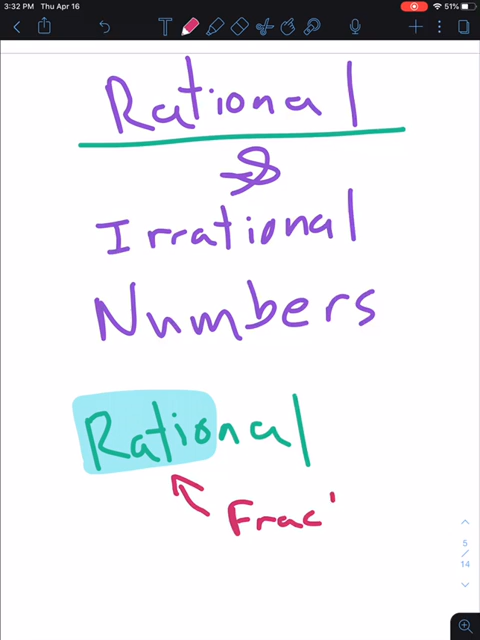 3:32 PM Thu Apr 16 51%
Rational
&
Irrational
Numbers
Rational
Frac'
5
/
14